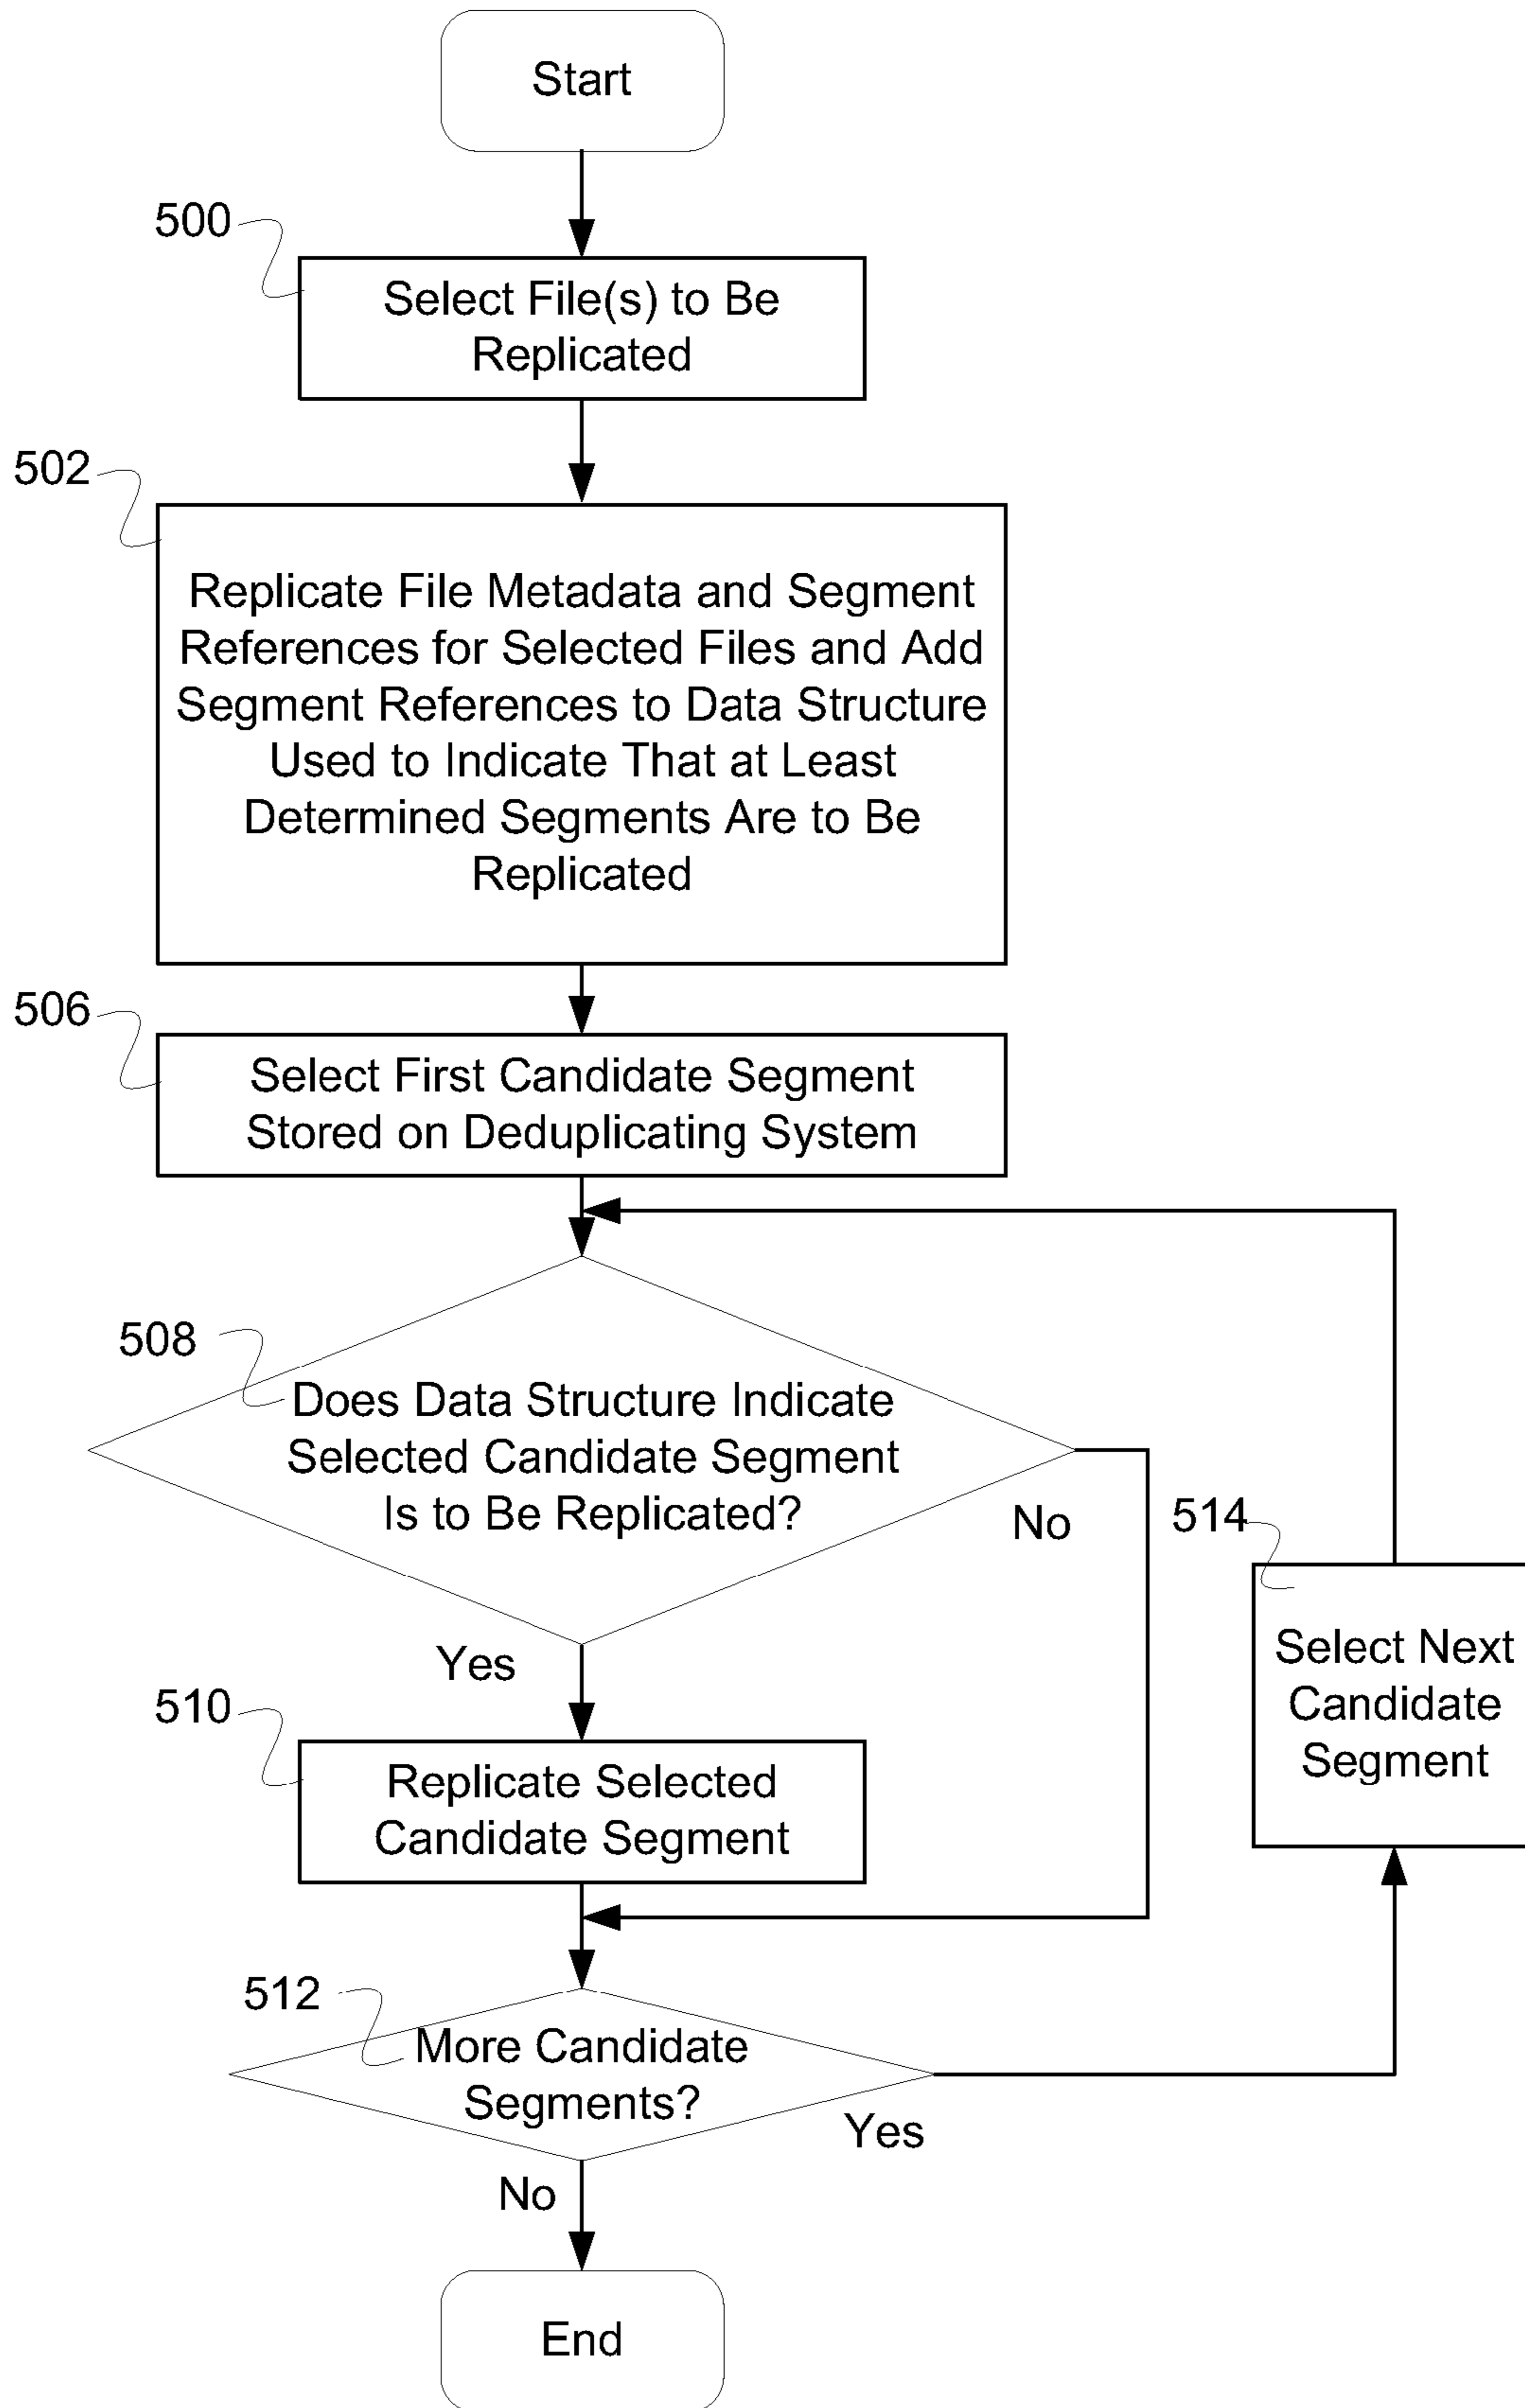 Start
500
Select File(s) to Be
Replicated
502
Replicate File Metadata and Segment
References for Selected Files and Add
Segment References to Data Structure
Used to Indicate That at Least
Determined Segments Are to Be
Replicated
506
Select First Candidate Segment
Stored on Deduplicating System
508
Does Data Structure Indicate
Selected Candidate Segment
Is to Be Replicated?
No
514
Select Next
Candidate
Segment
Yes
510
Replicate Selected
Candidate Segment
512
More Candidate
Segments?
Yes
No
End